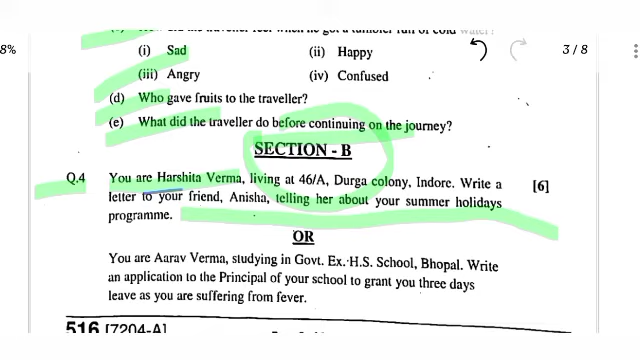 8%
3 / 8
(i) Sad (ii) Happy
(iii) Angry (iv) Confused
(d) Who gave fruits to the traveller?
(e) What did the traveller do before continuing on the journey?
SECTION - B
Q.4 You are Harshita Verma, living at 46/A, Durga colony, Indore. Write a [6]
letter to your friend, Anisha, telling her about your summer holidays
programme.
OR
You are Aarav Verma, studying in Govt. Ex. H.S. School, Bhopal. Write
an application to the Principal of your school to grant you three days
leave as you are suffering from fever.
516 [7204-A]